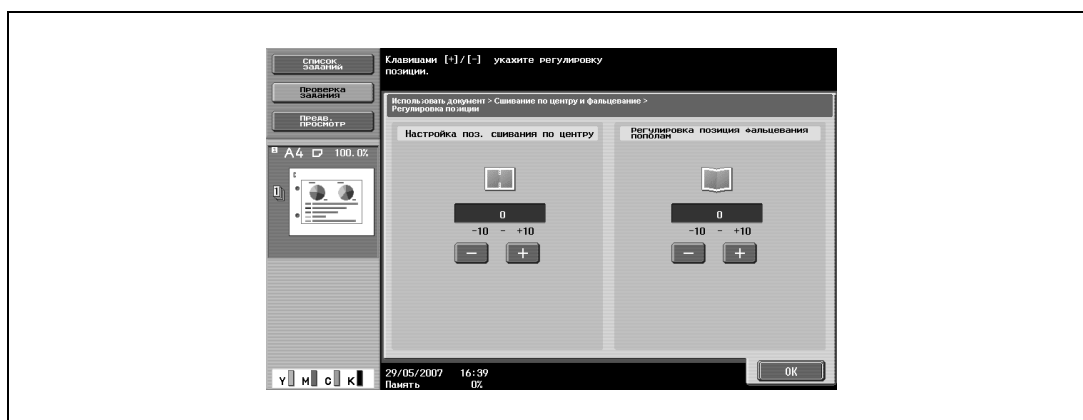 Список
заданий
Проверка
задания
Предв.
просмотр
A4 100.0%
1
Y M C K
Клавишами [+]/[-] укажите регулировку
позиции.
Использовать документ > Сшивание по центру и фальцевание >
Регулировка позиции
Настройка поз. сшивания по центру
0
-10 - +10
− +
Регулировка позиция фальцевания
пополам
0
-10 - +10
− +
29/05/2007 16:39
Память 0%
OK